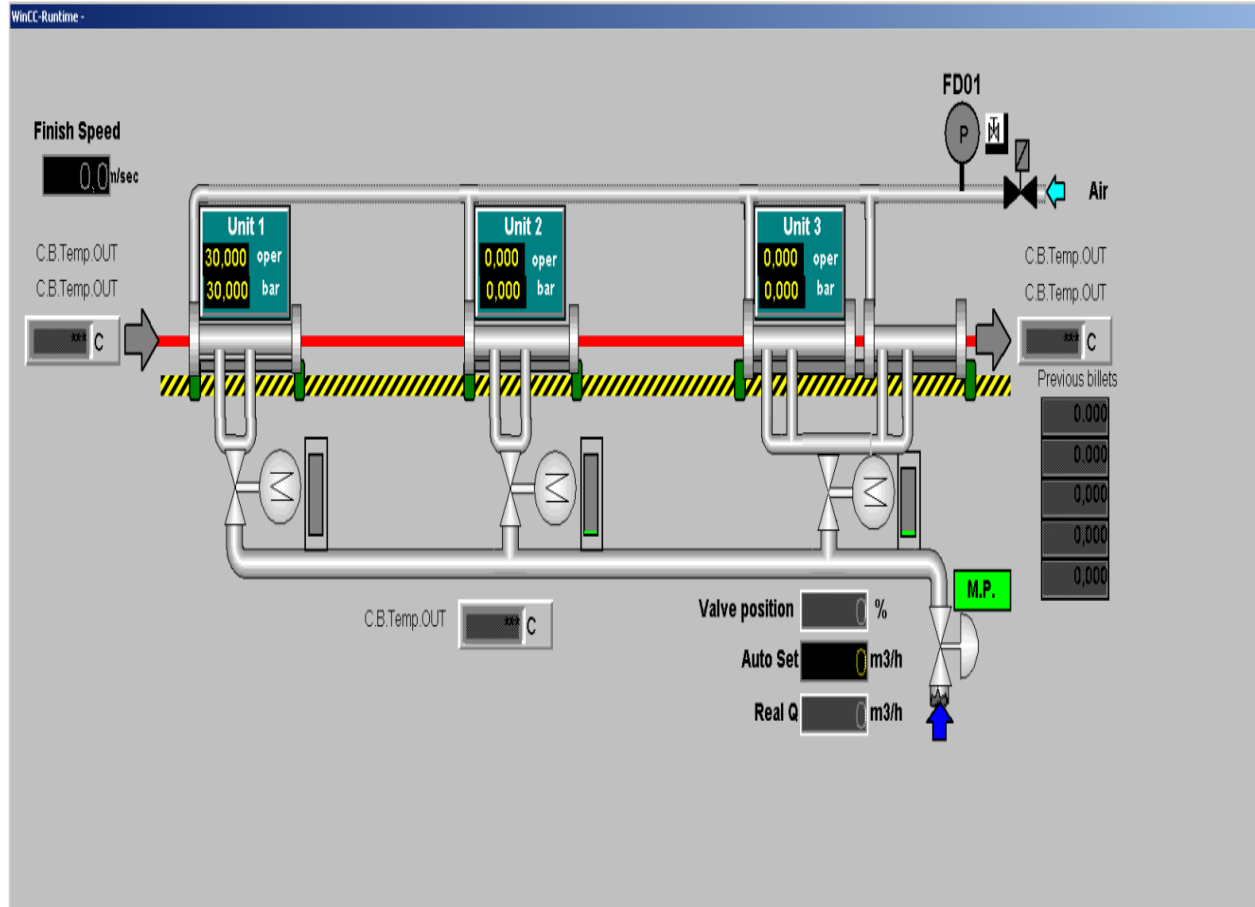 WinCC-Runtime -
FD01
P
Finish Speed
0,0 m/sec
Air
Unit 1
30,000 oper
30,000 bar
Unit 2
0,000 oper
0,000 bar
Unit 3
0,000 oper
0,000 bar
C.B.Temp.OUT
C.B.Temp.OUT
*** C
C.B.Temp.OUT
C.B.Temp.OUT
*** C
Previous billets
0.000
0.000
0,000
0,000
0,000
M
M
M
M.P.
C.B.Temp.OUT
*** C
Valve position 0 %
Auto Set 0 m3/h
Real Q 0 m3/h